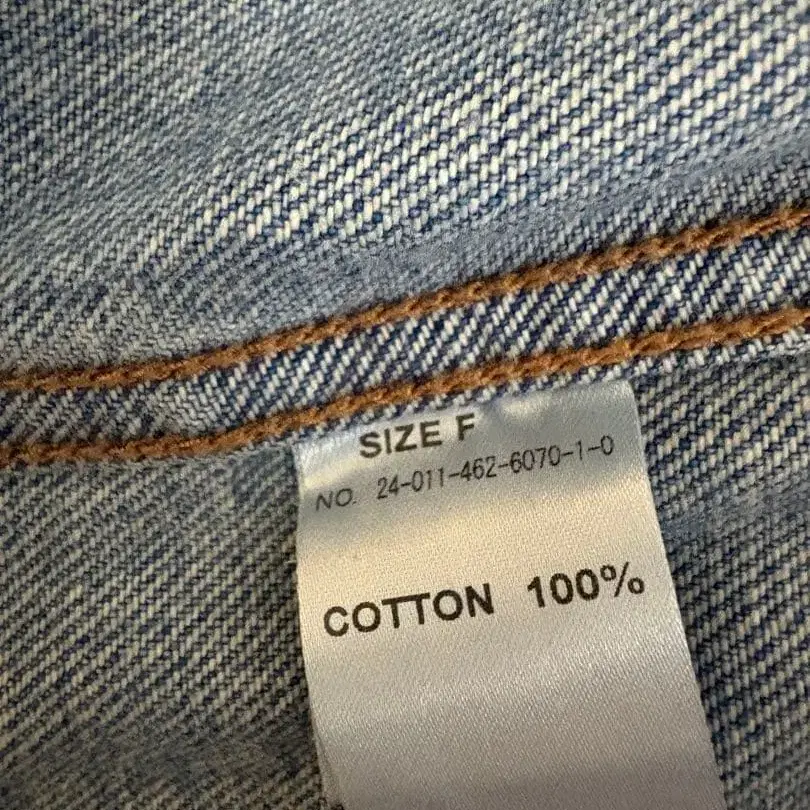 SIZE F
NO. 24-011-462-6070-1-0
COTTON 100%